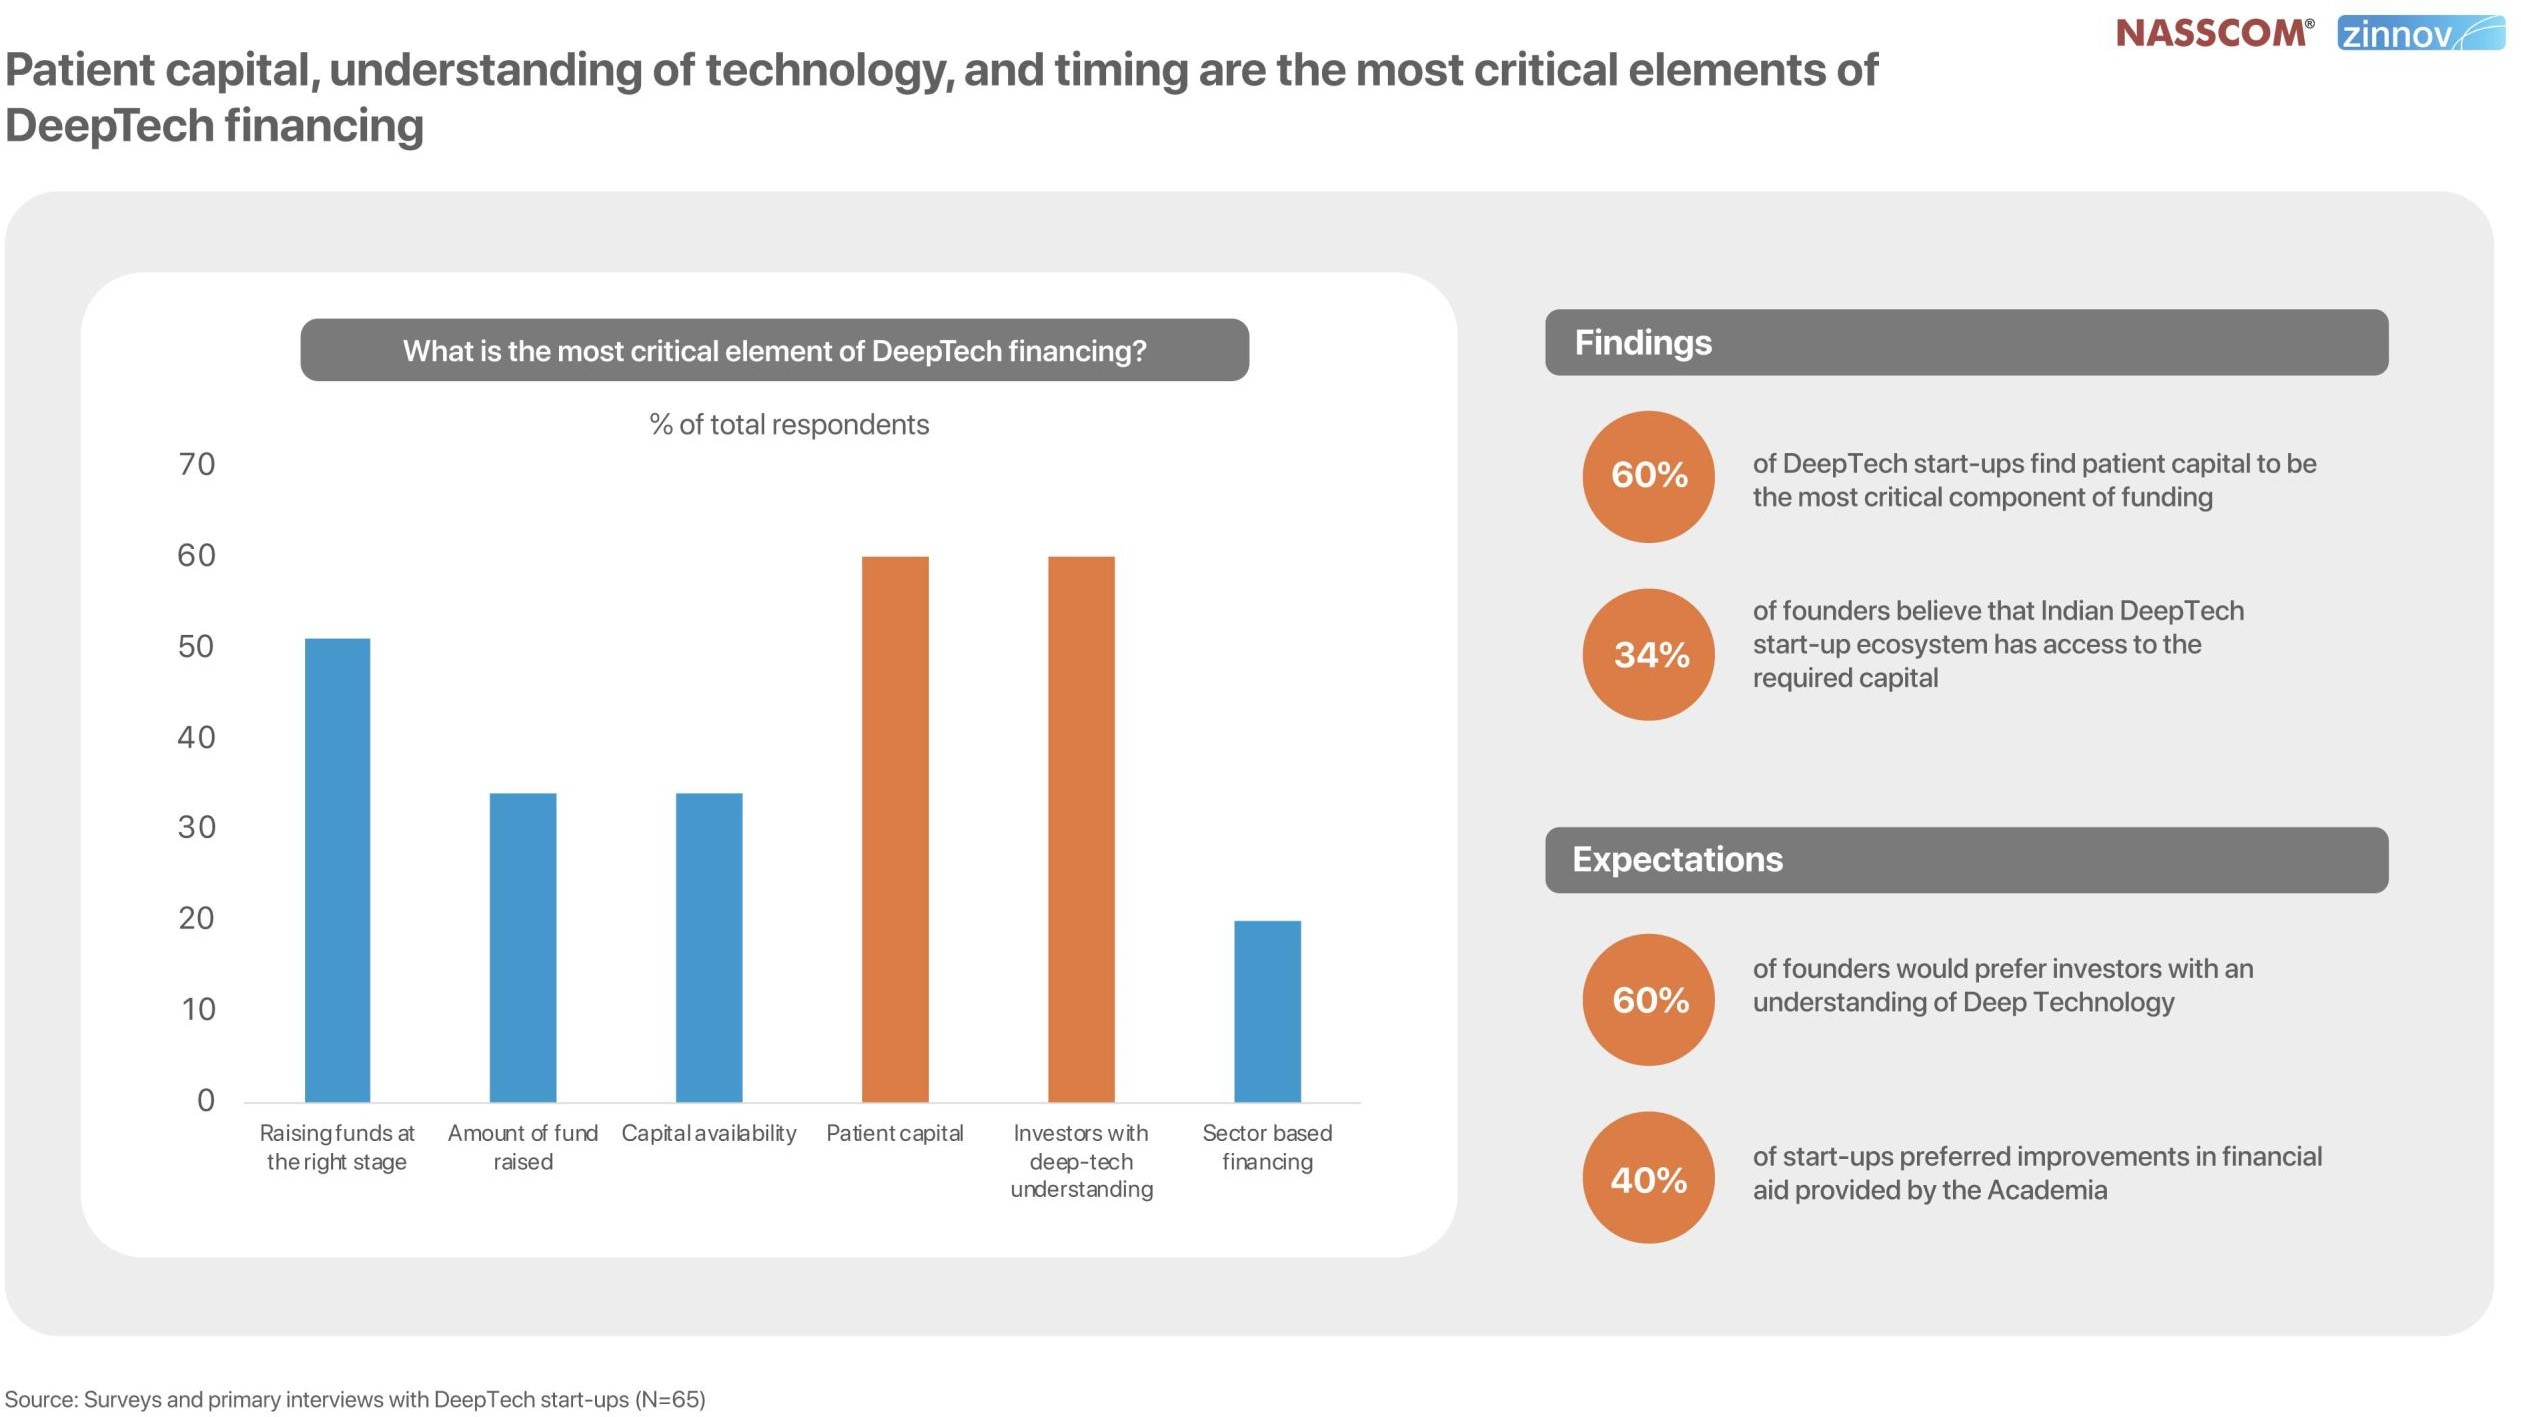 NASSCOM®
zinnov
Patient capital, understanding of technology, and timing are the most critical elements of
DeepTech financing
What is the most critical element of DeepTech financing?
% of total respondents
70
60
50
40
30
20
10
0
Raising funds at
the right stage
Amount of fund
raised
Capital availability
Patient capital
Investors with
deep-tech
understanding
Sector based
financing
Findings
60%
of DeepTech start-ups find patient capital to be
the most critical component of funding
34%
of founders believe that Indian DeepTech
start-up ecosystem has access to the
required capital
Expectations
60%
of founders would prefer investors with an
understanding of Deep Technology
40%
of start-ups preferred improvements in financial
aid provided by the Academia
Source: Surveys and primary interviews with DeepTech start-ups (N=65)